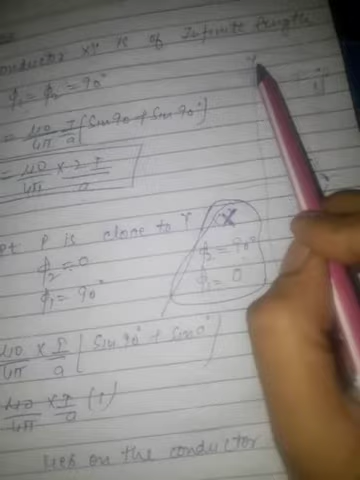 conductor XY is of Infinite length
ϕ₁ = ϕ₂ = 90°
= μ0/4π I/a [Sin 90 + Sin 90°]
= μ0/4π × 2I/a
Y
let P is close to Y
ϕ₂ = 0
ϕ₁ = 90°
X
ϕ₂ = 90°
ϕ₁ = 0
μ0/4π × I/a [Sin 90° + Sin 0°]
μ0/4π × I/a (1)
lies on the conductor